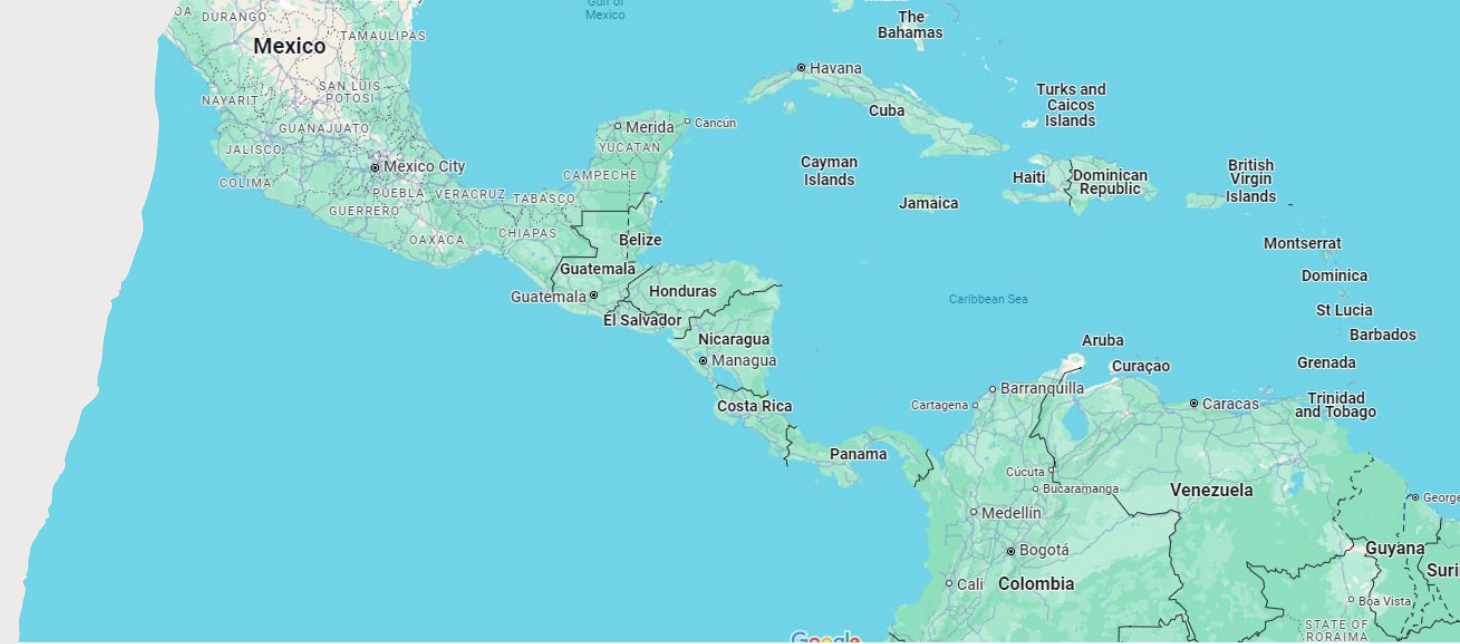 DURANGO
Mexico
TAMAULIPAS
Gulf of
Mexico
The
Bahamas
SAN LUIS
POTOSI
NAYARIT
GUANAJUATO
JALISCO
COLIMA
Mexico City
PUEBLA
VERACRUZ
TABASCO
GUERRERO
OAXACA
CHIAPAS
Merida
Cancún
YUCATAN
CAMPECHE
Havana
Cuba
Turks and
Caicos
Islands
Cayman
Islands
Jamaica
Haiti
Dominican
Republic
British
Virgin
Islands
Belize
Guatemala
Guatemala
Honduras
El Salvador
Nicaragua
Managua
Costa Rica
Panama
Caribbean Sea
Montserrat
Dominica
St Lucia
Barbados
Grenada
Trinidad
and Tobago
Aruba
Curaçao
Barranquilla
Cartagena
Caracas
Cúcuta
Bucaramanga
Venezuela
Medellín
Bogotá
Cali
Colombia
George
Guyana
Suri
Boa Vista
STATE OF
RORAIMA
Google